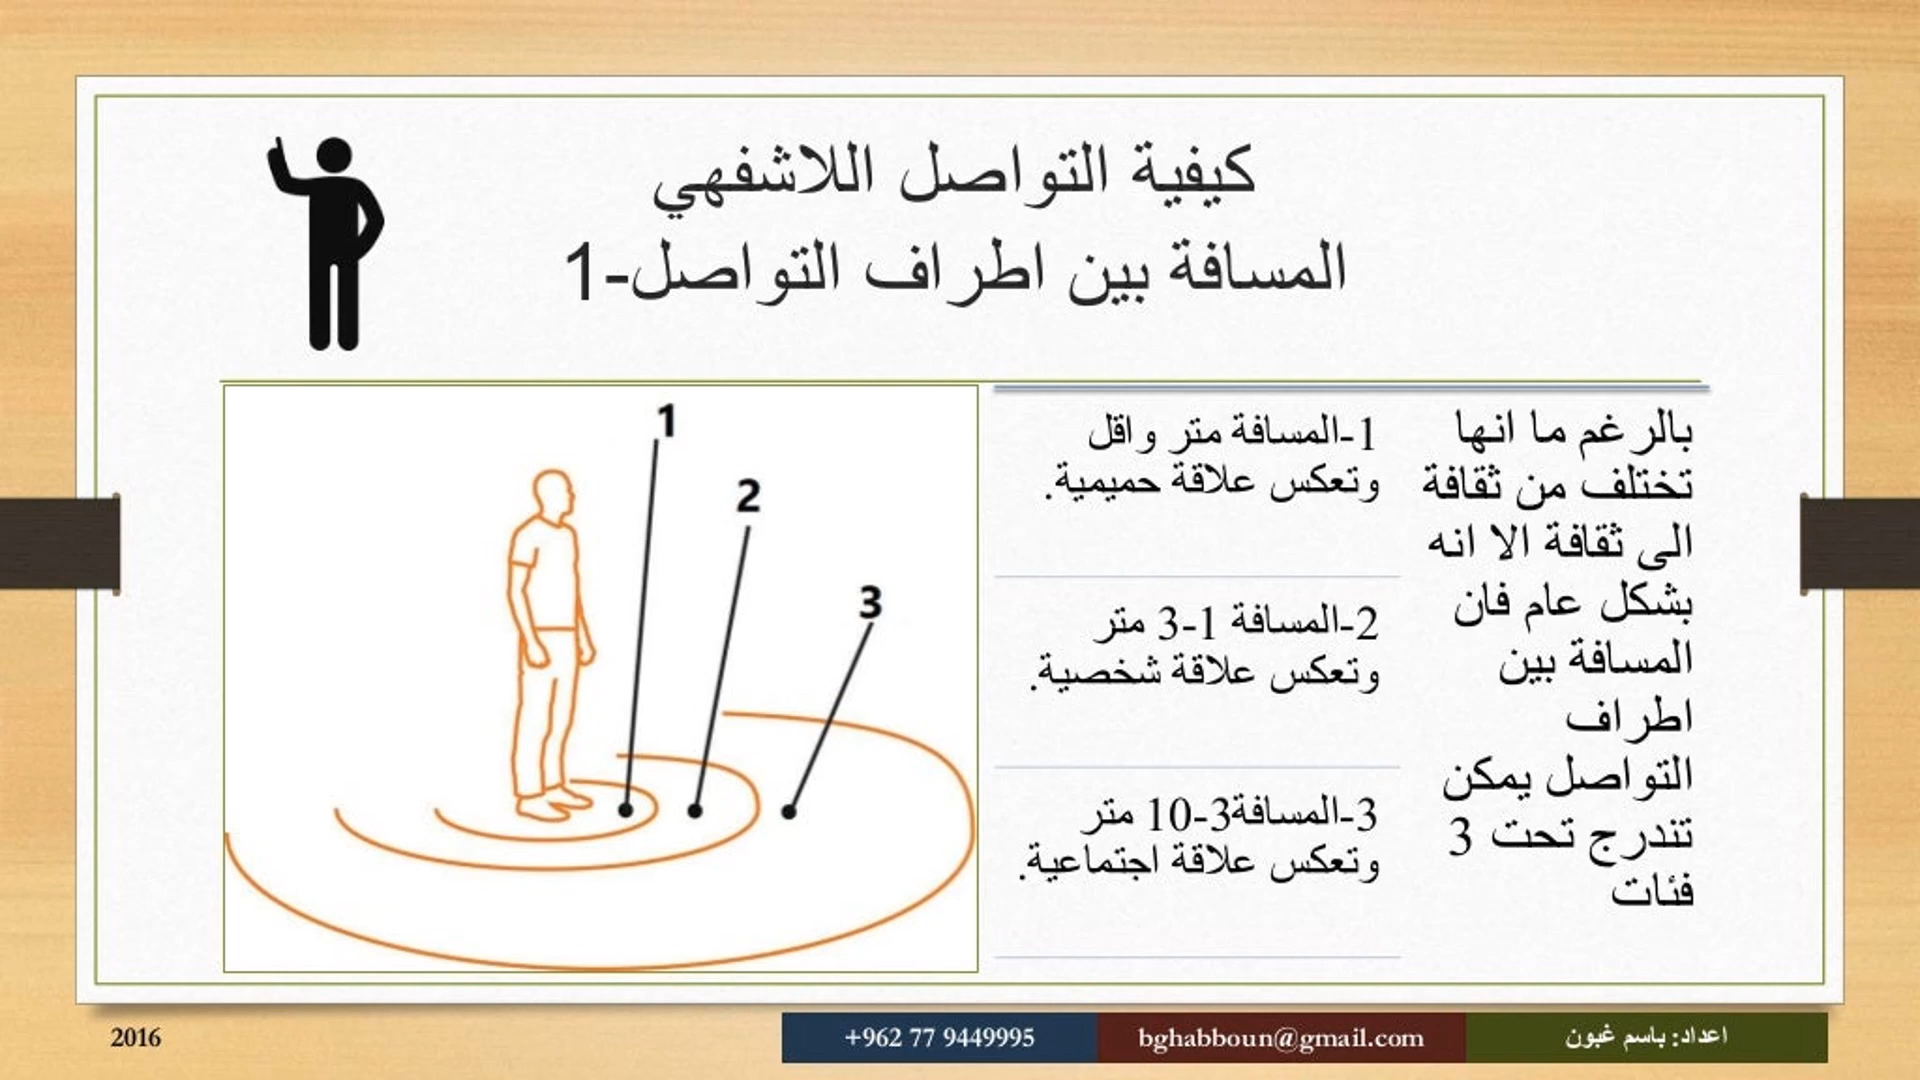 كيفية التواصل اللاشفهي
المسافة بين اطراف التواصل-1
بالرغم ما انها
تختلف من ثقافة
الى ثقافة الا انه
بشكل عام فان
المسافة بين
اطراف
التواصل يمكن
تندرج تحت 3
فئات
1-المسافة متر واقل
وتعكس علاقة حميمية.
2-المسافة 1-3 متر
وتعكس علاقة شخصية.
3-المسافة3-10 متر
وتعكس علاقة اجتماعية.
1
2
3
اعداد: باسم غبون
bghabboun@gmail.com
+962 77 9449995
2016